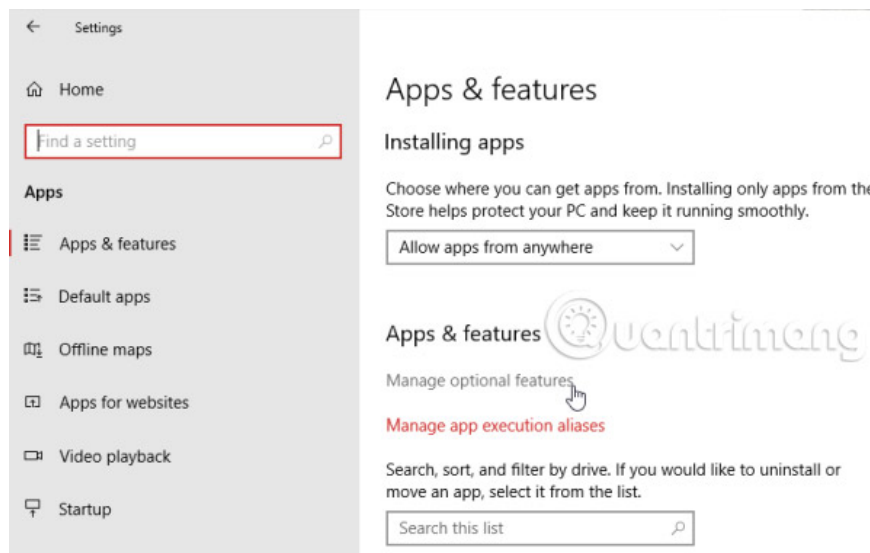 Settings
Home
Find a setting
Apps
Apps & features
Default apps
Offline maps
Apps for websites
Video playback
Startup
Apps & features
Installing apps
Choose where you can get apps from. Installing only apps from the
Store helps protect your PC and keep it running smoothly.
Allow apps from anywhere
Apps & features
Quantrimang
Manage optional features
Manage app execution aliases
Search, sort, and filter by drive. If you would like to uninstall or
move an app, select it from the list.
Search this list